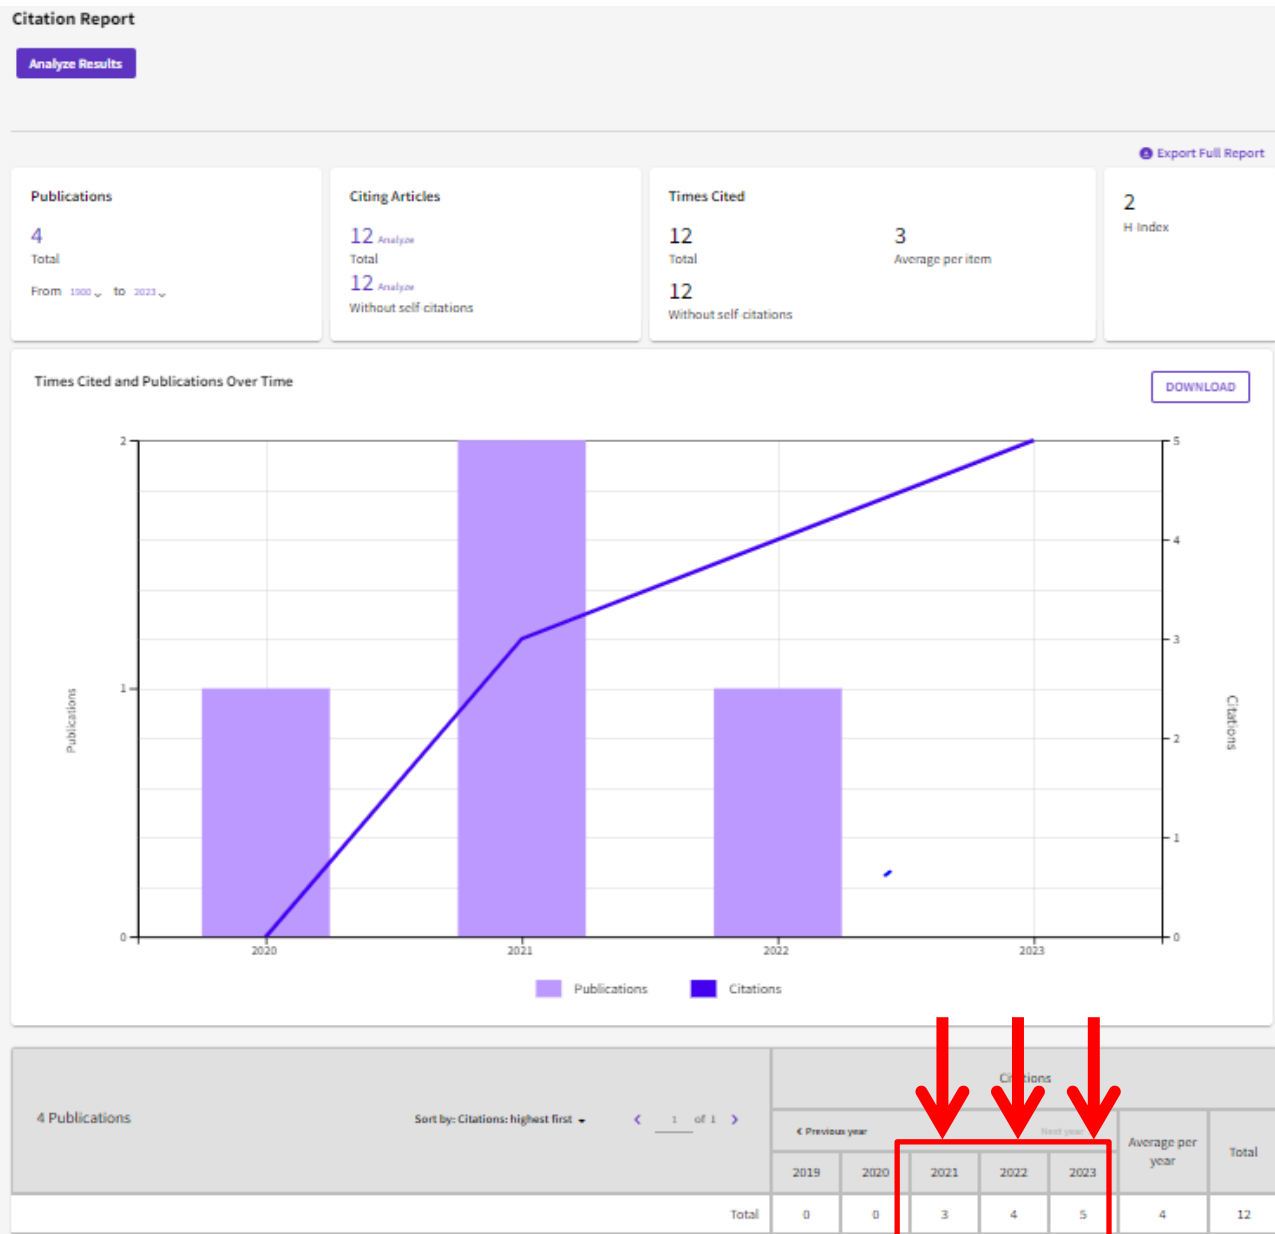 Citation Report
Analyze Results
Export Full Report
Publications
4
Total
From 1900 to 2023
Citing Articles
12 Analyze
Total
12 Analyze
Without self-citations
Times Cited
12
Total
12
Without self-citations
3
Average per item
2
H-Index
Times Cited and Publications Over Time
DOWNLOAD
2
1
0
Publications
5
4
3
2
1
0
Citations
2020 2021 2022 2023
Publications Citations
4 Publications
Sort by: Citations: highest first
1 of 1
Citations
Previous year Next year
Average per year
Total
2019 2020 2021 2022 2023
Total 0 0 3 4 5 4 12